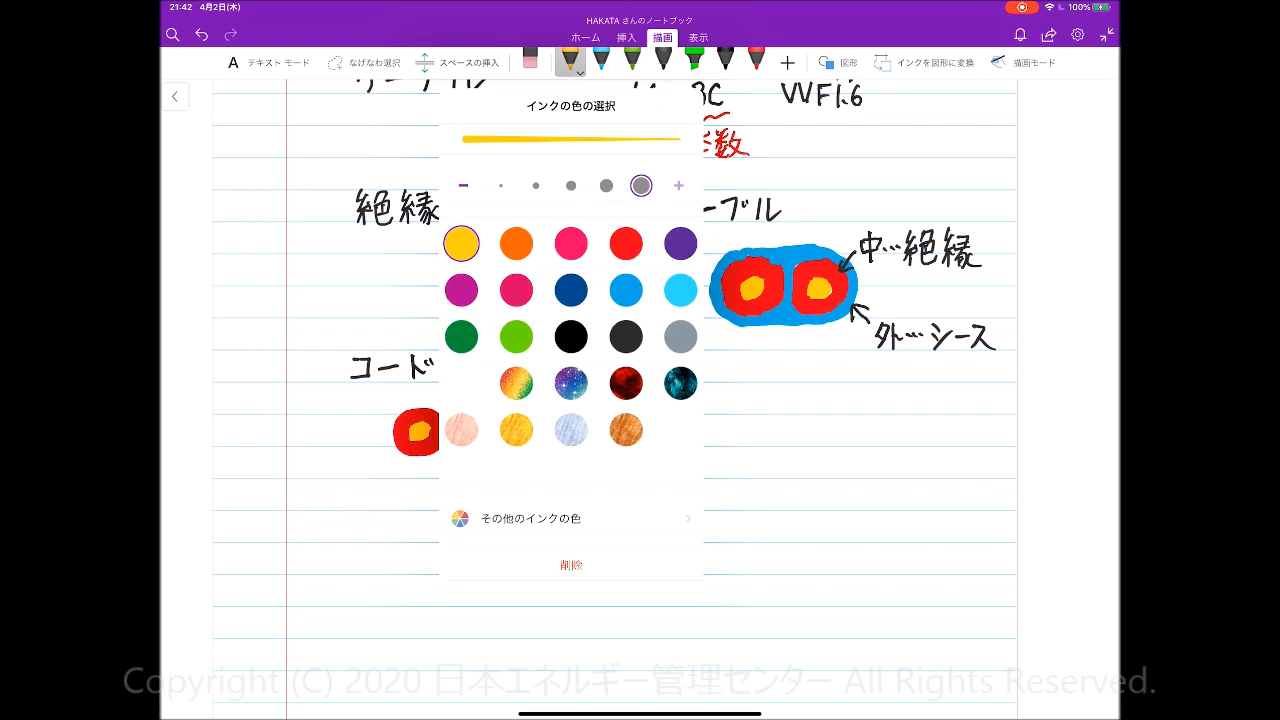 21:42 4月2日(木)
100%
HAKATA さんのノートブック
ホーム 挿入 描画 表示
A テキスト モード なげなわ選択 スペースの挿入 図形 インクを図形に変換 描画モード
インクの色の選択
3C VVF1.6
数
絶縁
ーブル
中…絶縁
外…シース
コード
その他のインクの色
削除
Copyright (C) 2020 日本エネルギー管理センター All Rights Reserved.